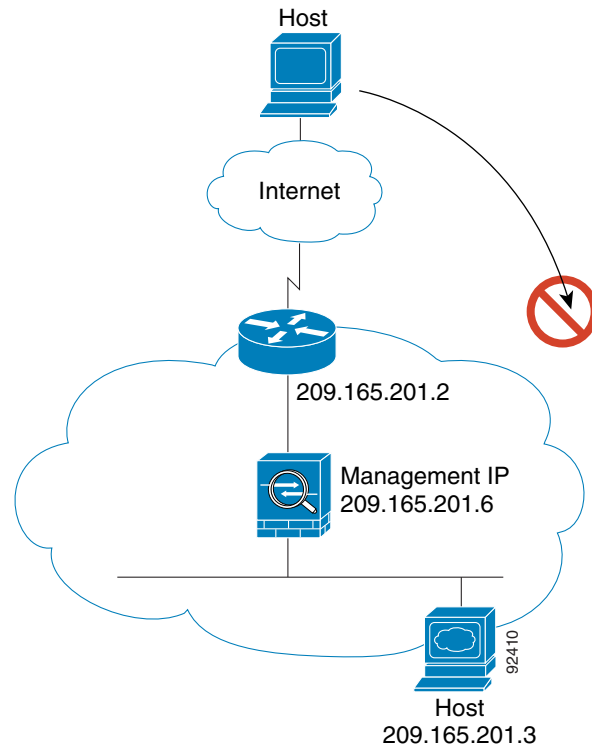 Host
Internet
209.165.201.2
Management IP
209.165.201.6
92410
Host
209.165.201.3